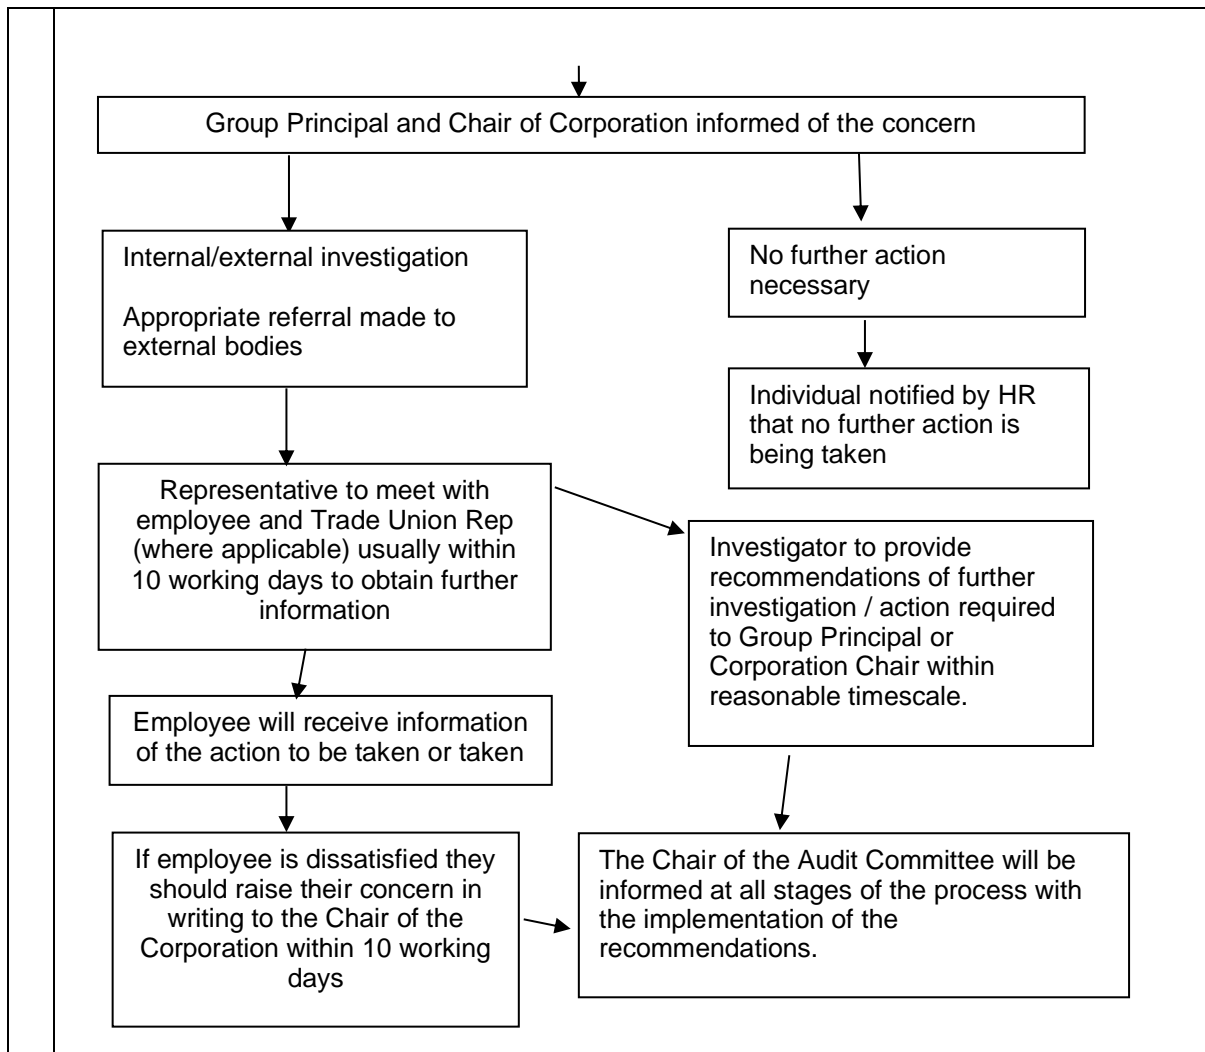 Group Principal and Chair of Corporation informed of the concern
Internal/external investigation
Appropriate referral made to
external bodies
No further action
necessary
Individual notified by HR
that no further action is
being taken
Representative to meet with
employee and Trade Union Rep
(where applicable) usually within
10 working days to obtain further
information
Investigator to provide
recommendations of further
investigation / action required
to Group Principal or
Corporation Chair within
reasonable timescale.
Employee will receive information
of the action to be taken or taken
If employee is dissatisfied they
should raise their concern in
writing to the Chair of the
Corporation within 10 working
days
The Chair of the Audit Committee will be
informed at all stages of the process with
the implementation of the
recommendations.